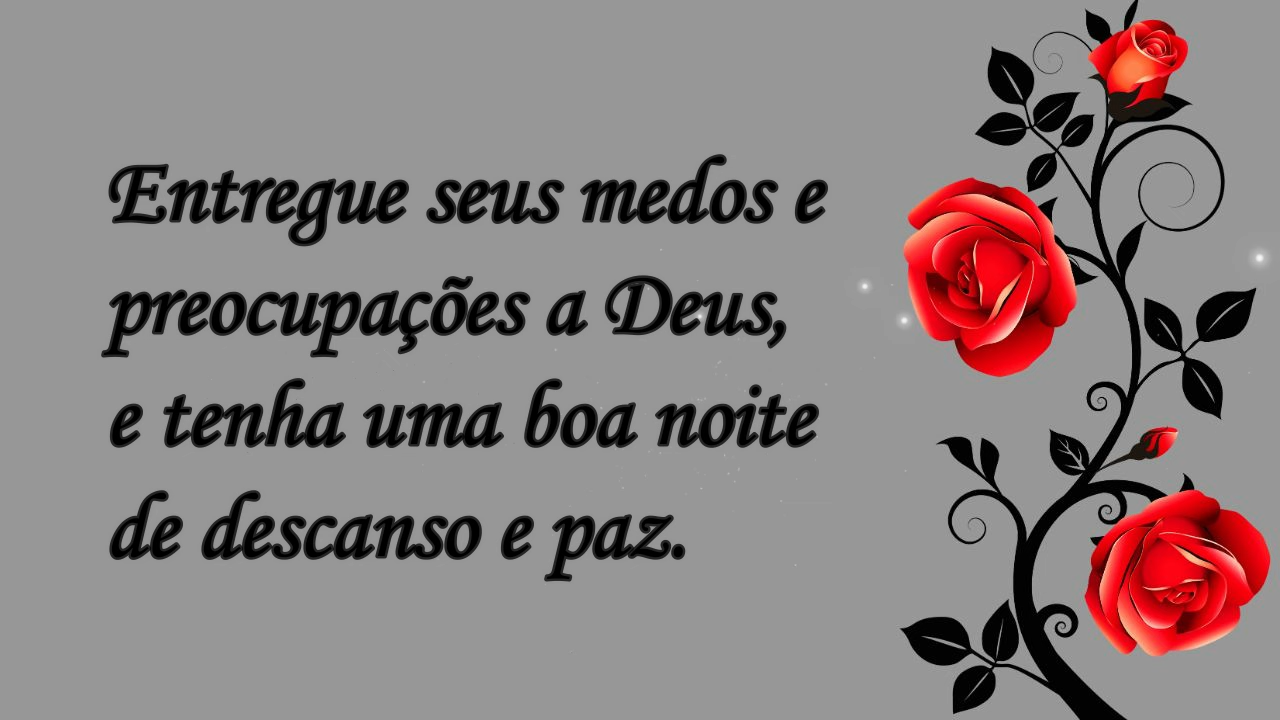 Entregue seus medos e
preocupações a Deus,
e tenha uma boa noite
de descanso e paz.